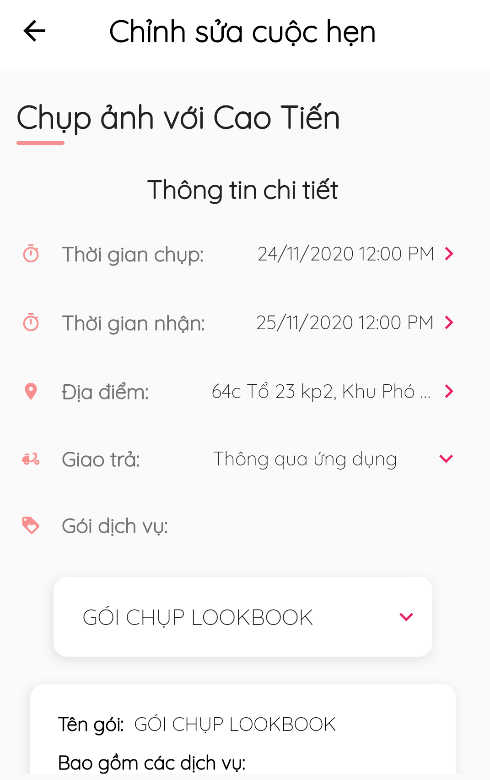 Chỉnh sửa cuộc hẹn
Chụp ảnh với Cao Tiến
Thông tin chi tiết
Thời gian chụp: 24/11/2020 12:00 PM
Thời gian nhận: 25/11/2020 12:00 PM
Địa điểm: 64c Tổ 23 kp2, Khu Phó ...
Giao trả: Thông qua ứng dụng
Gói dịch vụ:
GÓI CHỤP LOOKBOOK
Tên gói: GÓI CHỤP LOOKBOOK
Bao gồm các dịch vụ: